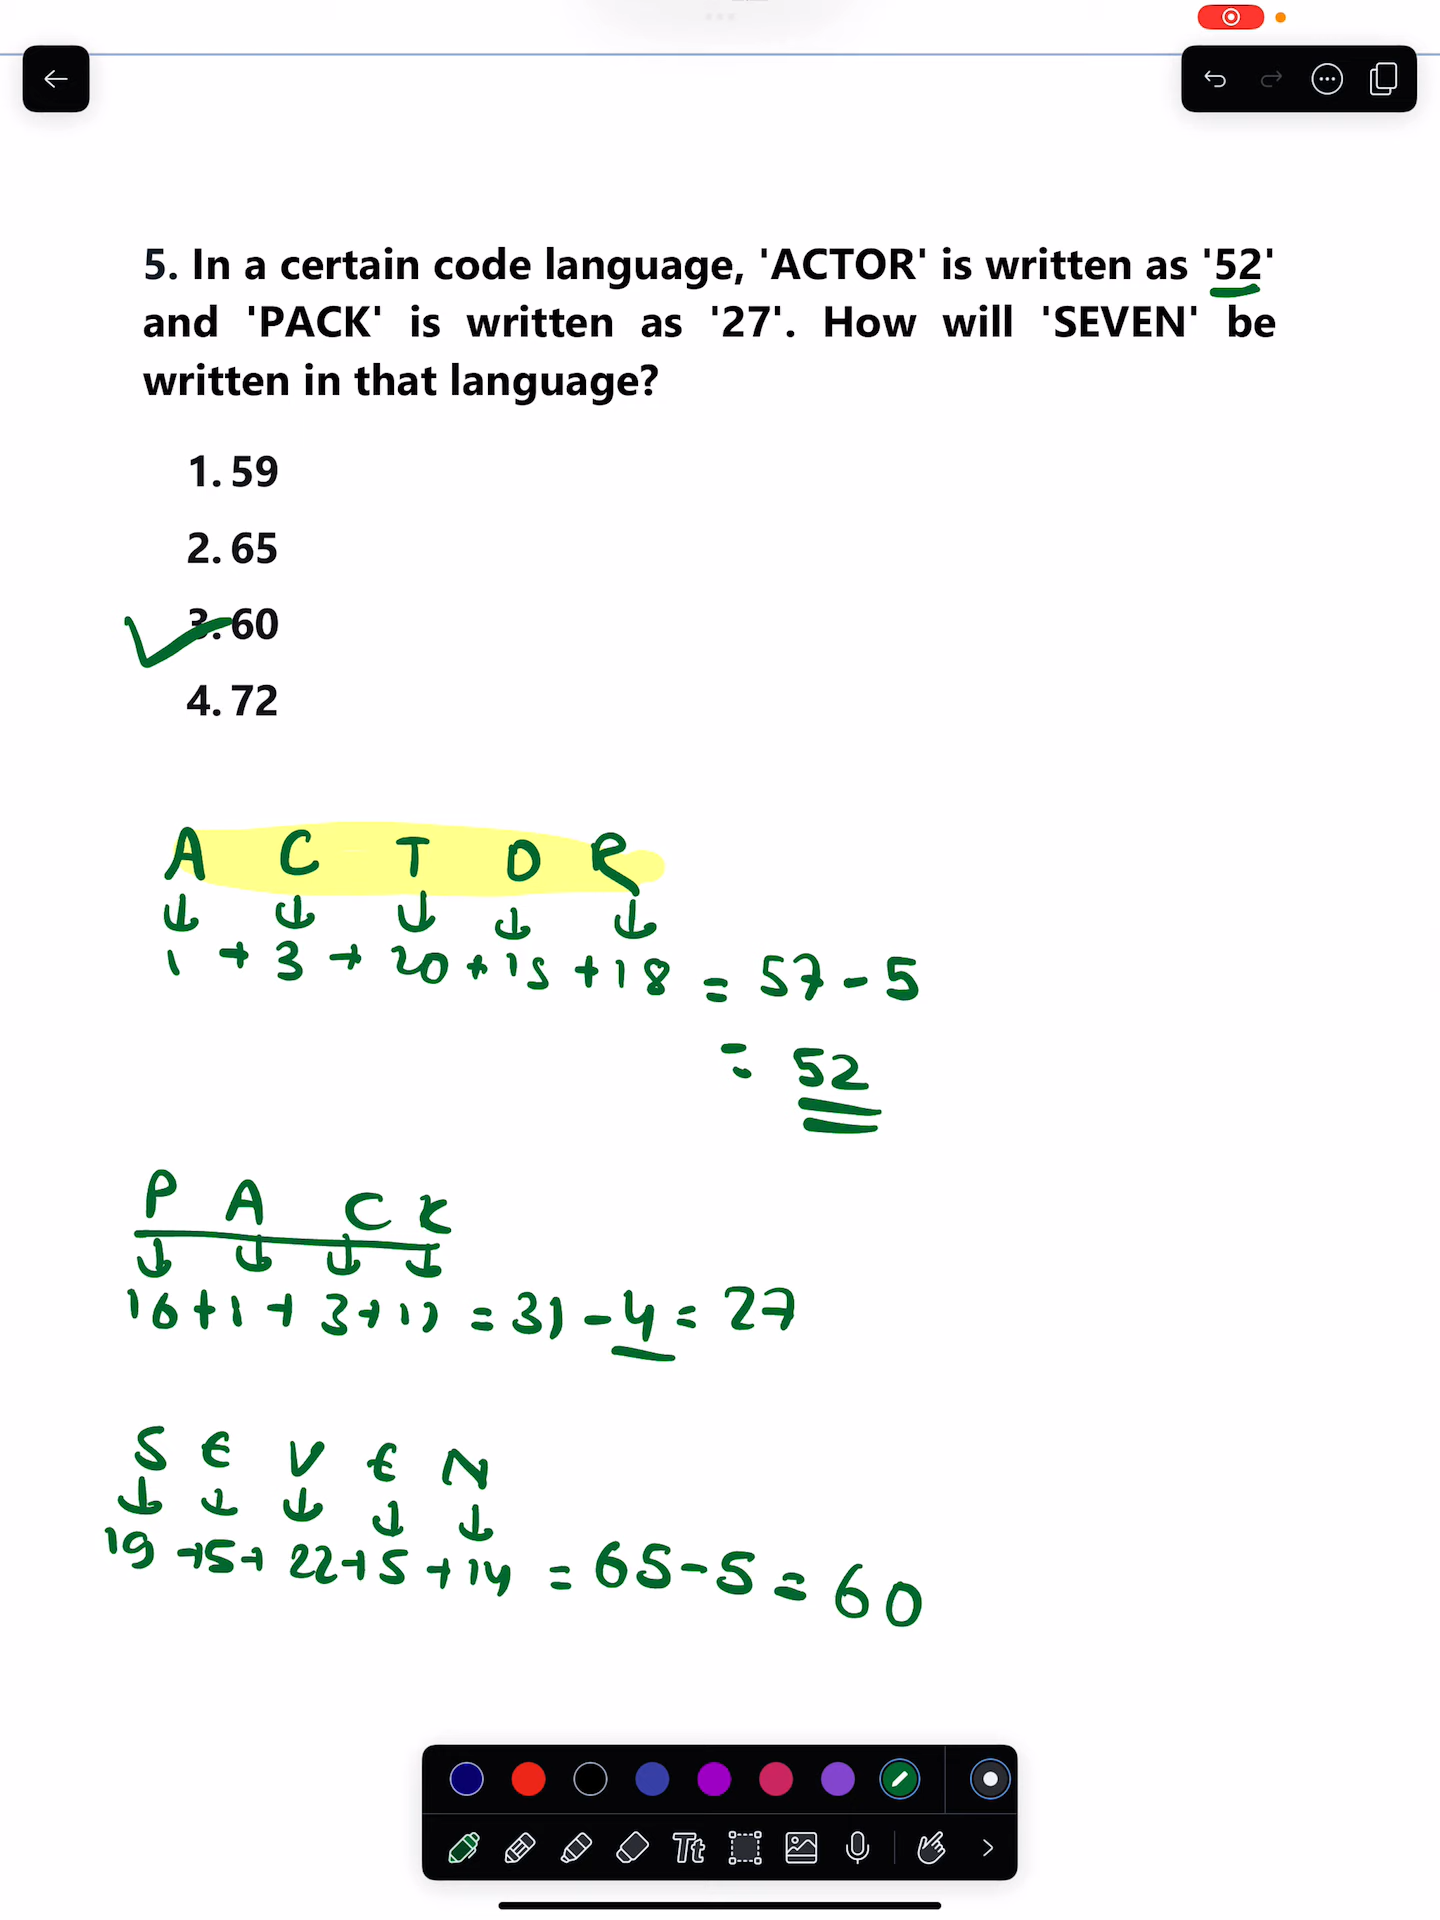 5. In a certain code language, 'ACTOR' is written as '52'
and 'PACK' is written as '27'. How will 'SEVEN' be
written in that language?
1. 59
2. 65
3. 60
4. 72
A C T O R
1 + 3 + 20 + 15 + 18 = 57 - 5
= 52
P A C K
16 + 1 + 3 + 11 = 31 - 4 = 27
S E V E N
19 + 5 + 22 + 5 + 14 = 65 - 5 = 60
Tt